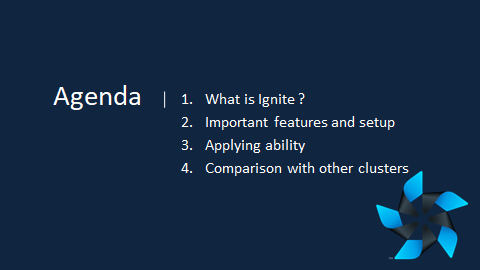 Agenda
1. What is Ignite ?
2. Important features and setup
3. Applying ability
4. Comparison with other clusters